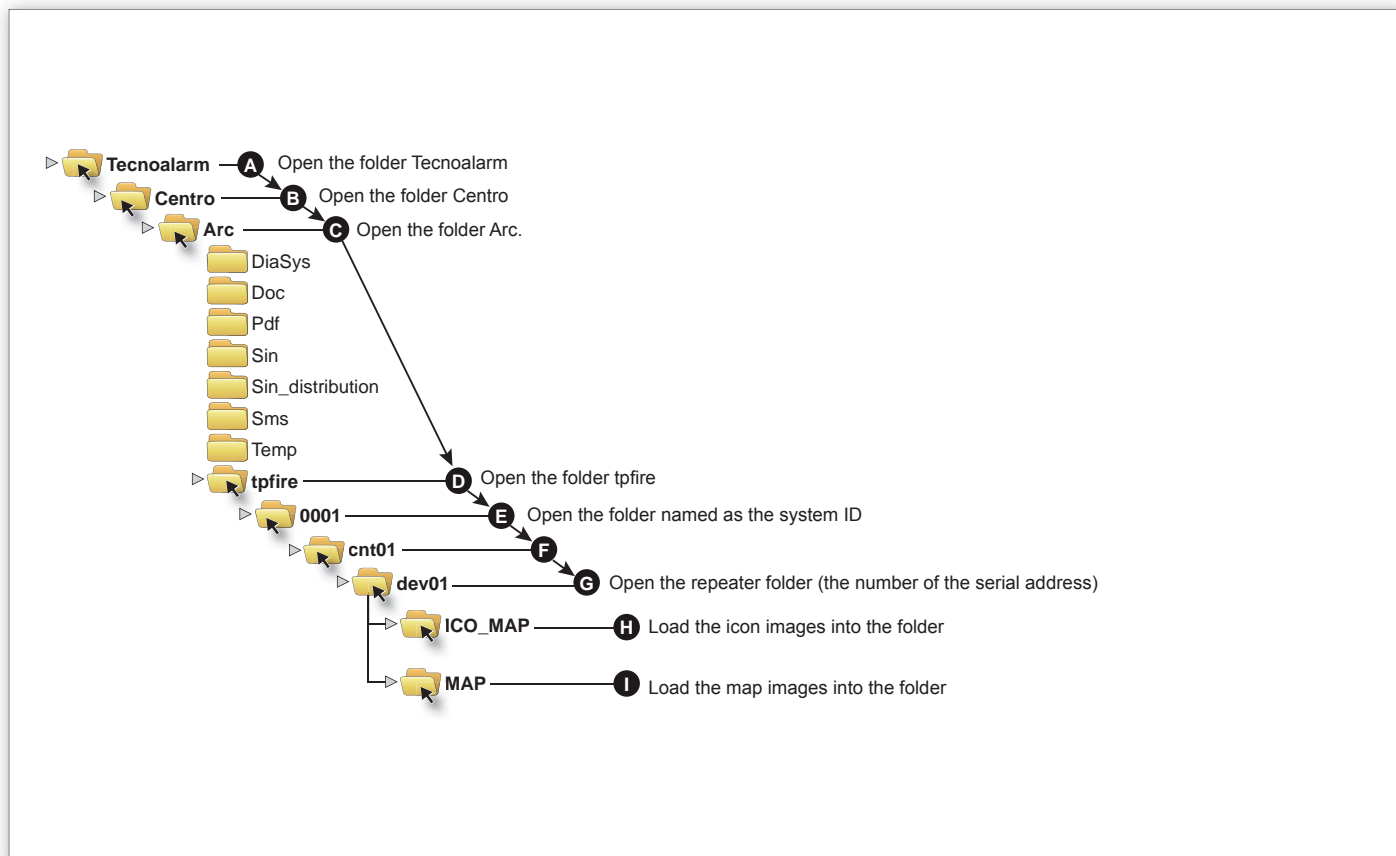 Tecnoalarm A Open the folder Tecnoalarm
Centro B Open the folder Centro
Arc C Open the folder Arc.
DiaSys
Doc
Pdf
Sin
Sin_distribution
Sms
Temp
tpfire D Open the folder tpfire
0001 E Open the folder named as the system ID
cnt01 F
dev01 G Open the repeater folder (the number of the serial address)
ICO_MAP H Load the icon images into the folder
MAP I Load the map images into the folder